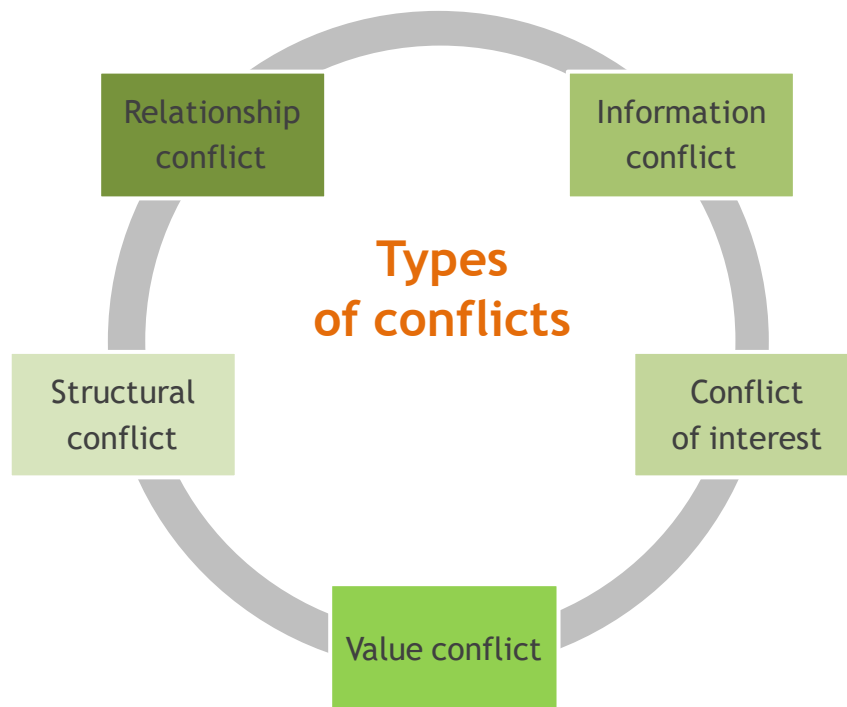 Relationship
conflict
Information
conflict
Types
of conflicts
Structural
conflict
Conflict
of interest
Value conflict